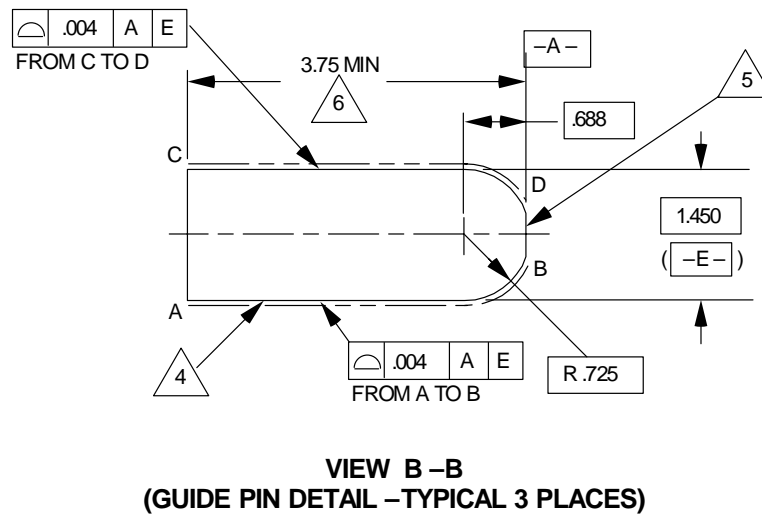 ⌓ .004 A E
FROM C TO D
–A–
3.75 MIN
6
5
.688
C
D
1.450
(–E–)
B
A
4
⌓ .004 A E
FROM A TO B
R .725
VIEW B –B
(GUIDE PIN DETAIL –TYPICAL 3 PLACES)